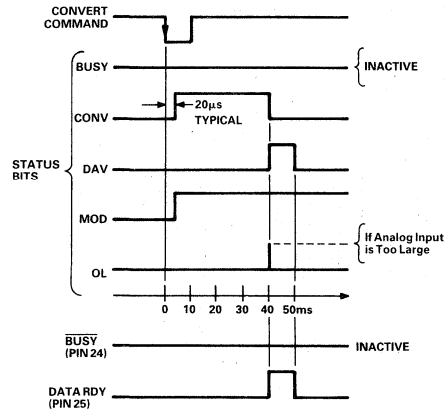 CONVERT
COMMAND
BUSY
INACTIVE
CONV
20µs
TYPICAL
STATUS
BITS
DAV
MOD
If Analog Input
is Too Large
OL
0 10 20 30 40 50ms
BUSY
(PIN 24)
INACTIVE
DATA RDY
(PIN 25)